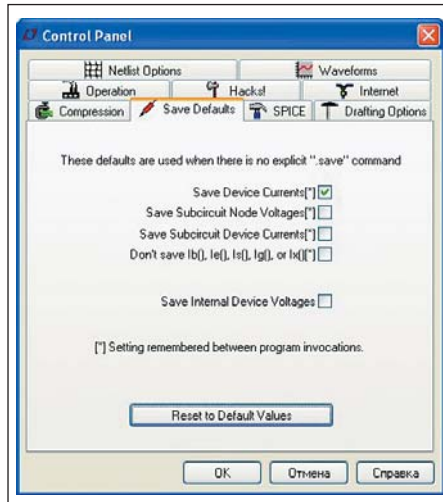 Control Panel
Netlist Options Waveforms
Operation Hacks! Internet
Compression Save Defaults SPICE Drafting Options
These defaults are used when there is no explicit ".save" command
Save Device Currents[*]
Save Subcircuit Node Voltages[*]
Save Subcircuit Device Currents[*]
Don't save Ib(), Ie(), Is(), Ig(), or Ix()[*]
Save Internal Device Voltages
[*] Setting remembered between program invocations.
Reset to Default Values
OK Отмена Справка